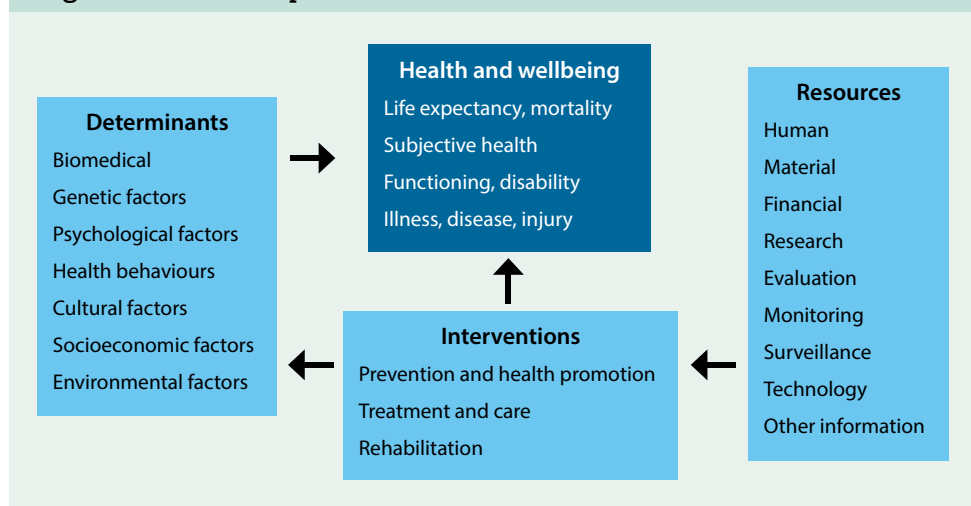 Determinants
Biomedical
Genetic factors
Psychological factors
Health behaviours
Cultural factors
Socioeconomic factors
Environmental factors
Health and wellbeing
Life expectancy, mortality
Subjective health
Functioning, disability
Illness, disease, injury
Interventions
Prevention and health promotion
Treatment and care
Rehabilitation
Resources
Human
Material
Financial
Research
Evaluation
Monitoring
Surveillance
Technology
Other information